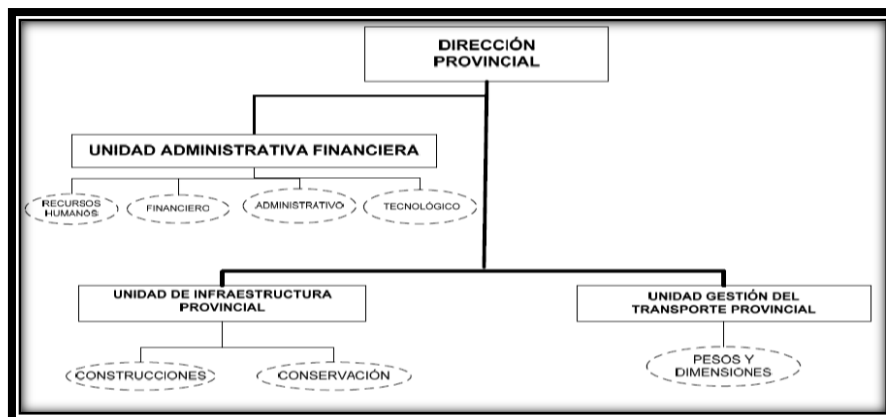 DIRECCIÓN
PROVINCIAL
UNIDAD ADMINISTRATIVA FINANCIERA
RECURSOS
HUMANOS
FINANCIERO
ADMINISTRATIVO
TECNOLÓGICO
UNIDAD DE INFRAESTRUCTURA
PROVINCIAL
UNIDAD GESTIÓN DEL
TRANSPORTE PROVINCIAL
CONSTRUCCIONES
CONSERVACIÓN
PESOS Y
DIMENSIONES